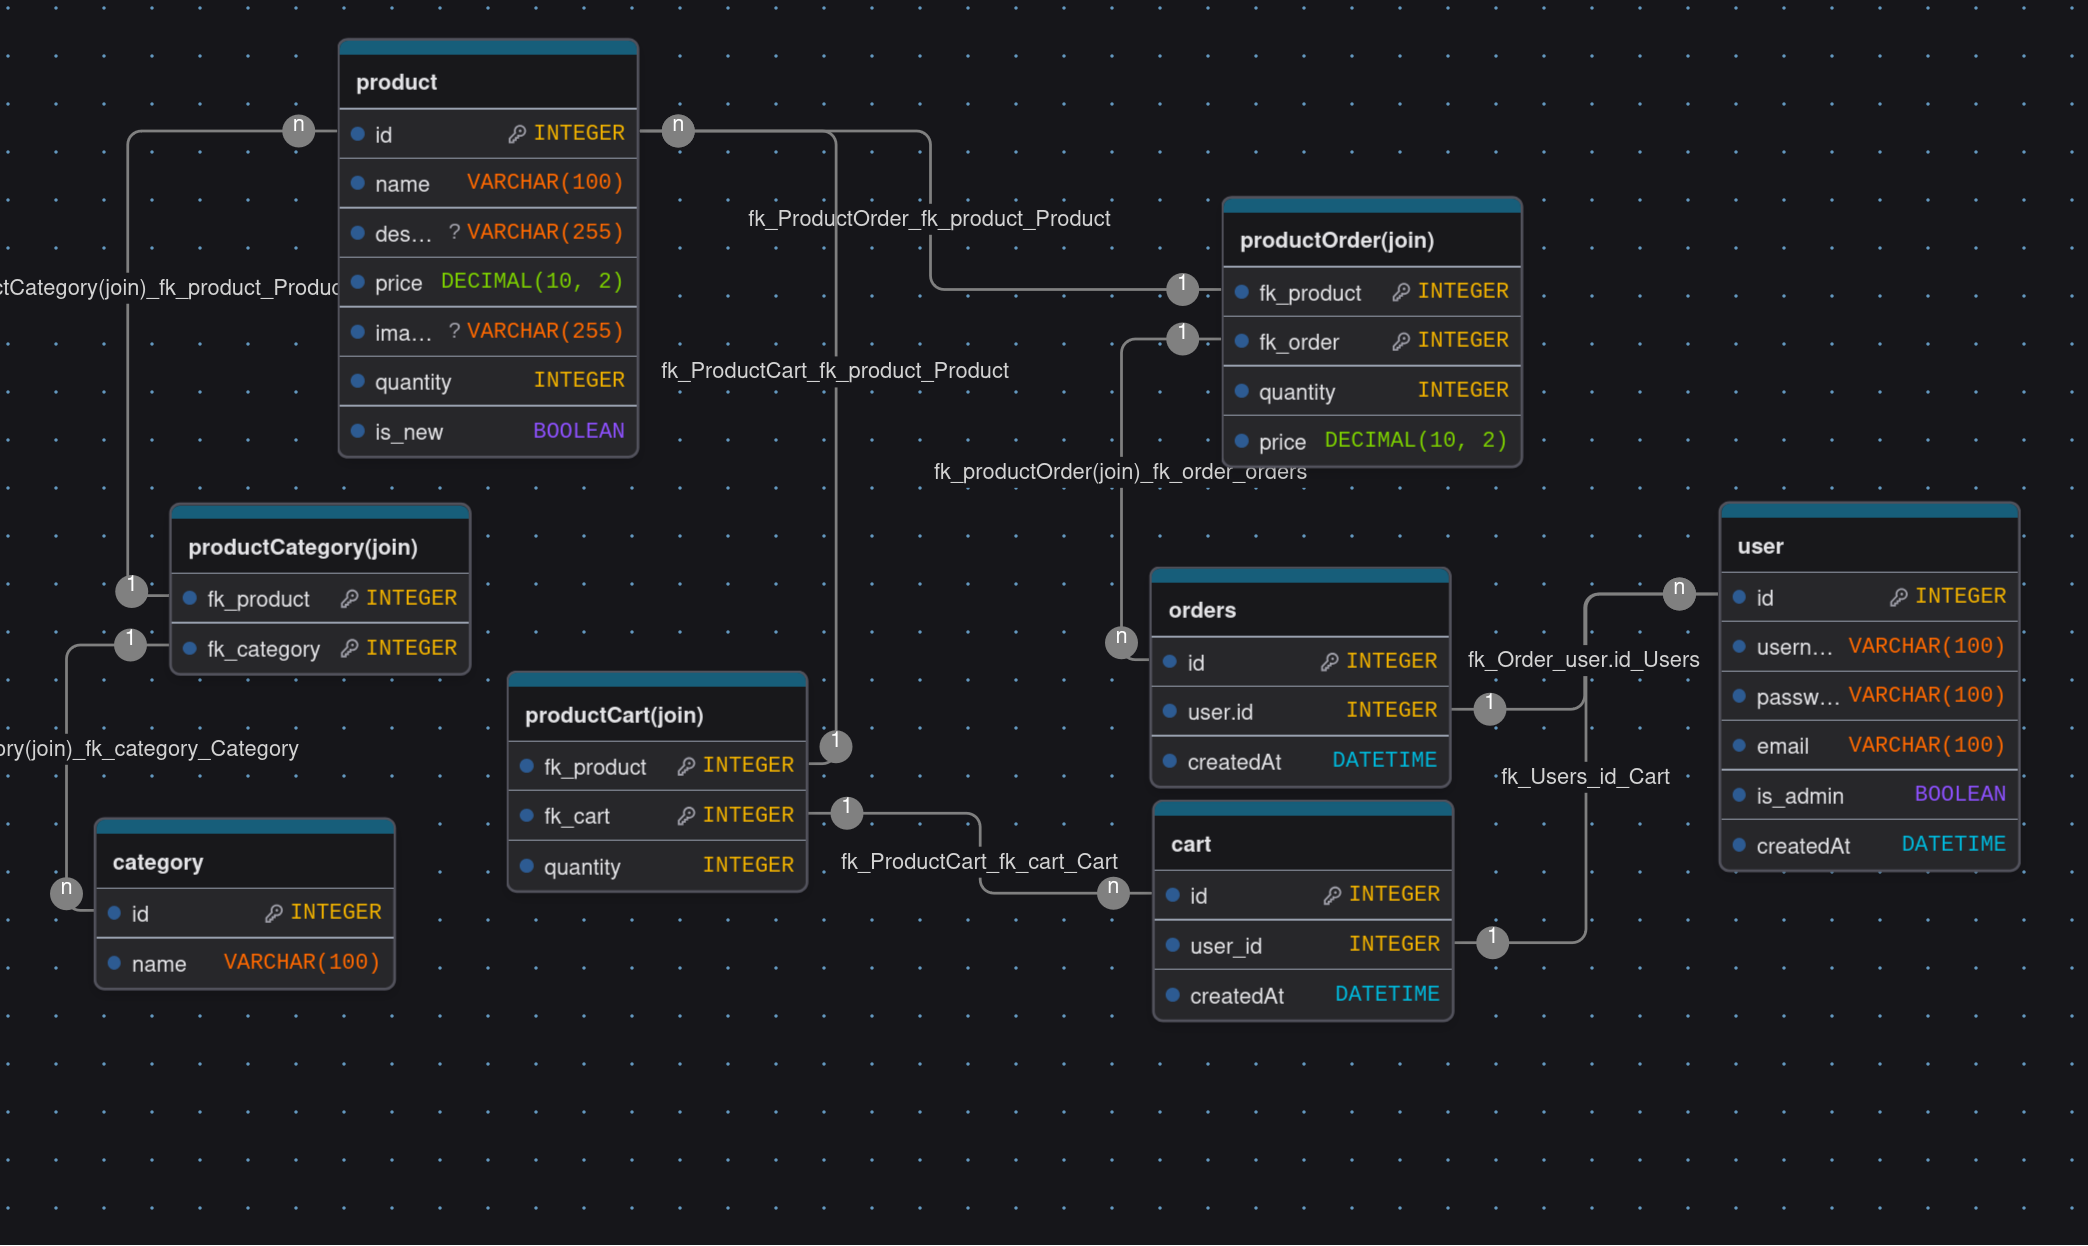 product
n
id INTEGER
n
name VARCHAR(100)
des... ? VARCHAR(255)
price DECIMAL(10, 2)
ima... ? VARCHAR(255)
quantity INTEGER
is_new BOOLEAN
fk_ProductOrder_fk_product_Product
productOrder(join)
1
fk_product INTEGER
1
fk_order INTEGER
quantity INTEGER
price DECIMAL(10, 2)
tCategory(join)_fk_product_Produc
fk_ProductCart_fk_product_Product
fk_productOrder(join)_fk_order_orders
productCategory(join)
1
fk_product INTEGER
1
fk_category INTEGER
ory(join)_fk_category_Category
category
n
id INTEGER
name VARCHAR(100)
productCart(join)
fk_product INTEGER
1
fk_cart INTEGER
1
quantity INTEGER
fk_ProductCart_fk_cart_Cart
orders
n
id INTEGER
user.id INTEGER
1
createdAt DATETIME
fk_Order_user.id_Users
fk_Users_id_Cart
cart
n
id INTEGER
user_id INTEGER
1
createdAt DATETIME
user
n
id INTEGER
usern... VARCHAR(100)
passw... VARCHAR(100)
email VARCHAR(100)
is_admin BOOLEAN
createdAt DATETIME